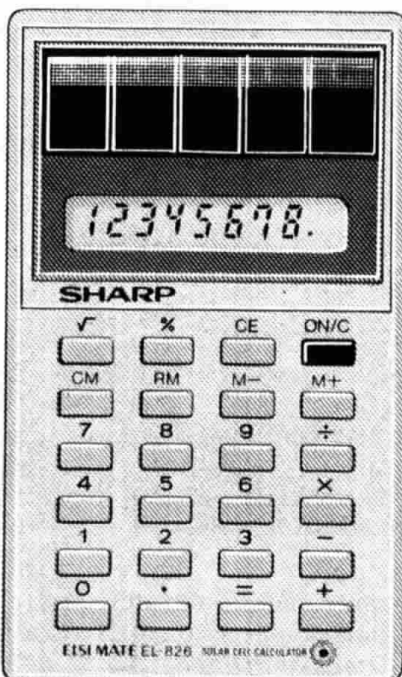 12345678.
SHARP
√ % CE ON/C
CM RM M− M+
7 8 9 ÷
4 5 6 ×
1 2 3 −
0 · = +
ELSI MATE EL-826 SOLAR CELL CALCULATOR